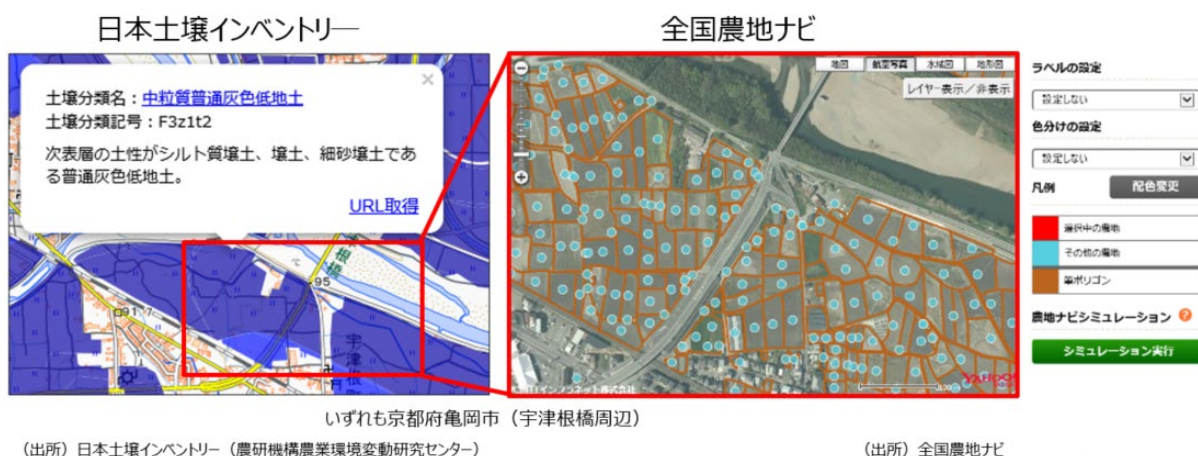 日本土壌インベントリー
全国農地ナビ
土壌分類名：中粒質普通灰色低地土
土壌分類記号：F3z1t2
次表層の土性がシルト質壌土、壌土、細砂壌土であ
る普通灰色低地土。
URL取得
根橋
95
91.7
宇津根町
地図
航空写真
水域図
地形図
レイヤー表示／非表示
ラベルの設定
設定しない
色分けの設定
設定しない
凡例
配色変更
選択中の農地
その他の農地
筆ポリゴン
農地ナビシミュレーション
シミュレーション実行
いずれも京都府亀岡市（宇津根橋周辺）
（出所）日本土壌インベントリー（農研機構農業環境変動研究センター）
（出所）全国農地ナビ